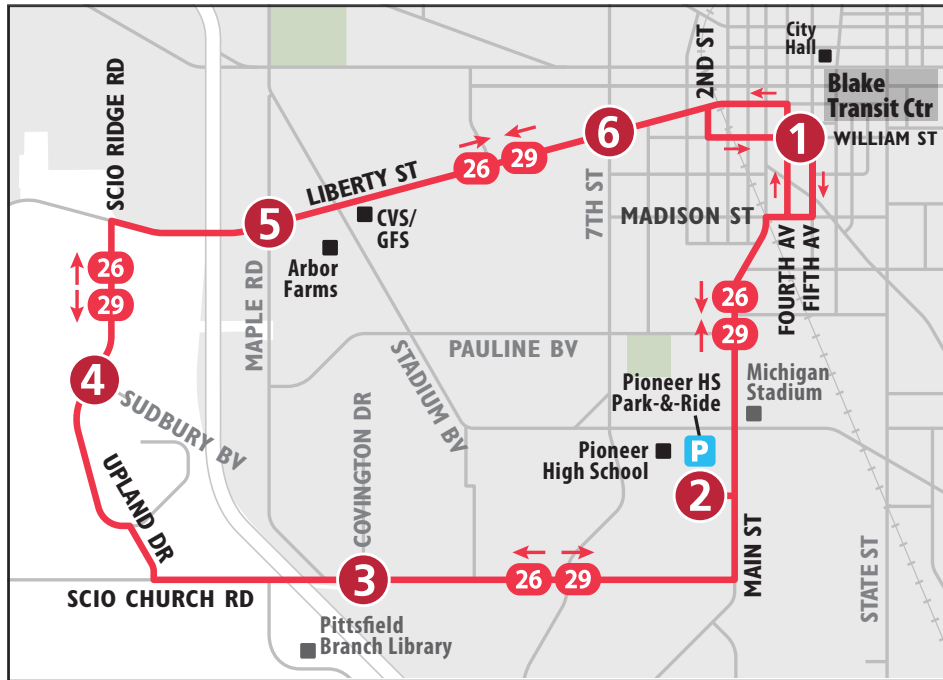 City
Hall
2ND ST
Blake
Transit Ctr
SCIO RIDGE RD
6
1
WILLIAM ST
26
29
LIBERTY ST
7TH ST
MADISON ST
5
CVS/
GFS
Arbor
Farms
FOURTH AV
FIFTH AV
26
29
MAPLE RD
26
29
PAULINE BV
STADIUM BV
4
SUDBURY BV
Pioneer HS
Park-&-Ride
Michigan
Stadium
COVINGTON DR
Pioneer
High School
P
2
UPLAND DR
MAIN ST
STATE ST
3
26
29
SCIO CHURCH RD
Pittsfield
Branch Library